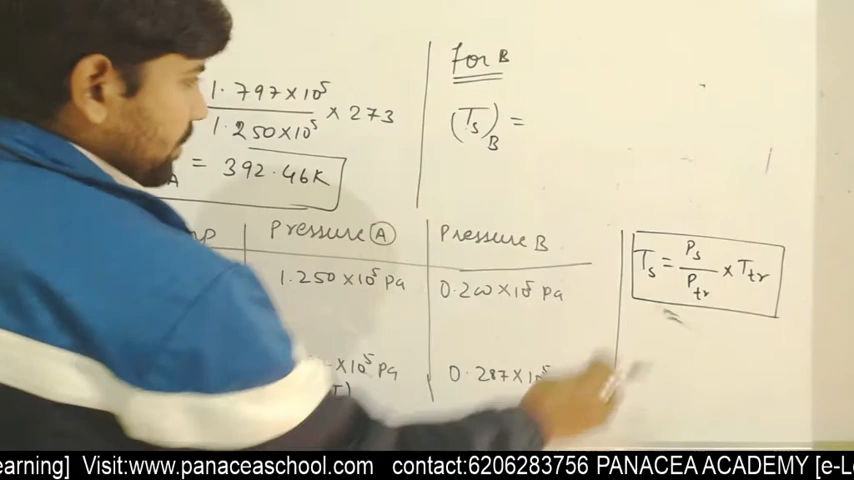 1.797×10⁵
1.250×10⁵ × 273
= 392.46K
For B
(Ts)B =
Pressure A
Pressure B
1.250×10⁵ Pa
0.200×10⁵ Pa
×10⁵ Pa
0.287×10⁵
Ts = Ps/Ptr × Ttr
earning] Visit:www.panaceaschool.com contact:6206283756 PANACEA ACADEMY [e-Le